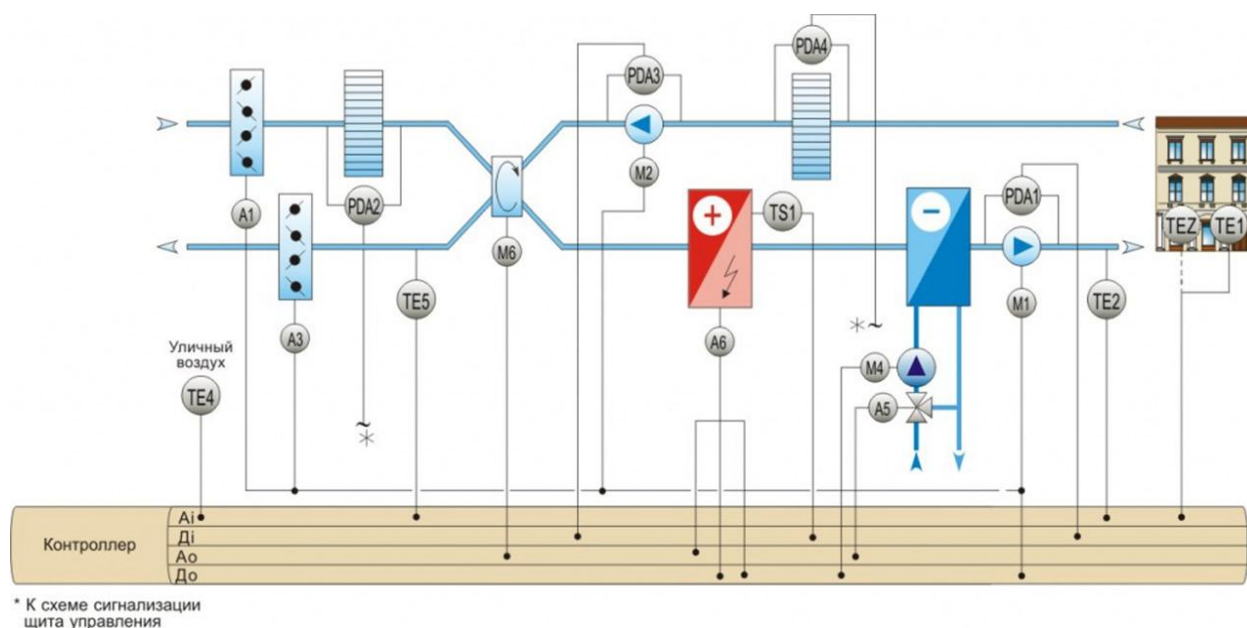 PDA4
PDA3
A1
PDA2
M2
TS1
PDA1
TEZ
TE1
M6
TE5
M1
TE2
A3
A6
Уличный
воздух
TE4
M4
A5
*~
~
*
+
−
Контроллер
Ai
Дi
Ao
До
* К схеме сигнализации
щита управления